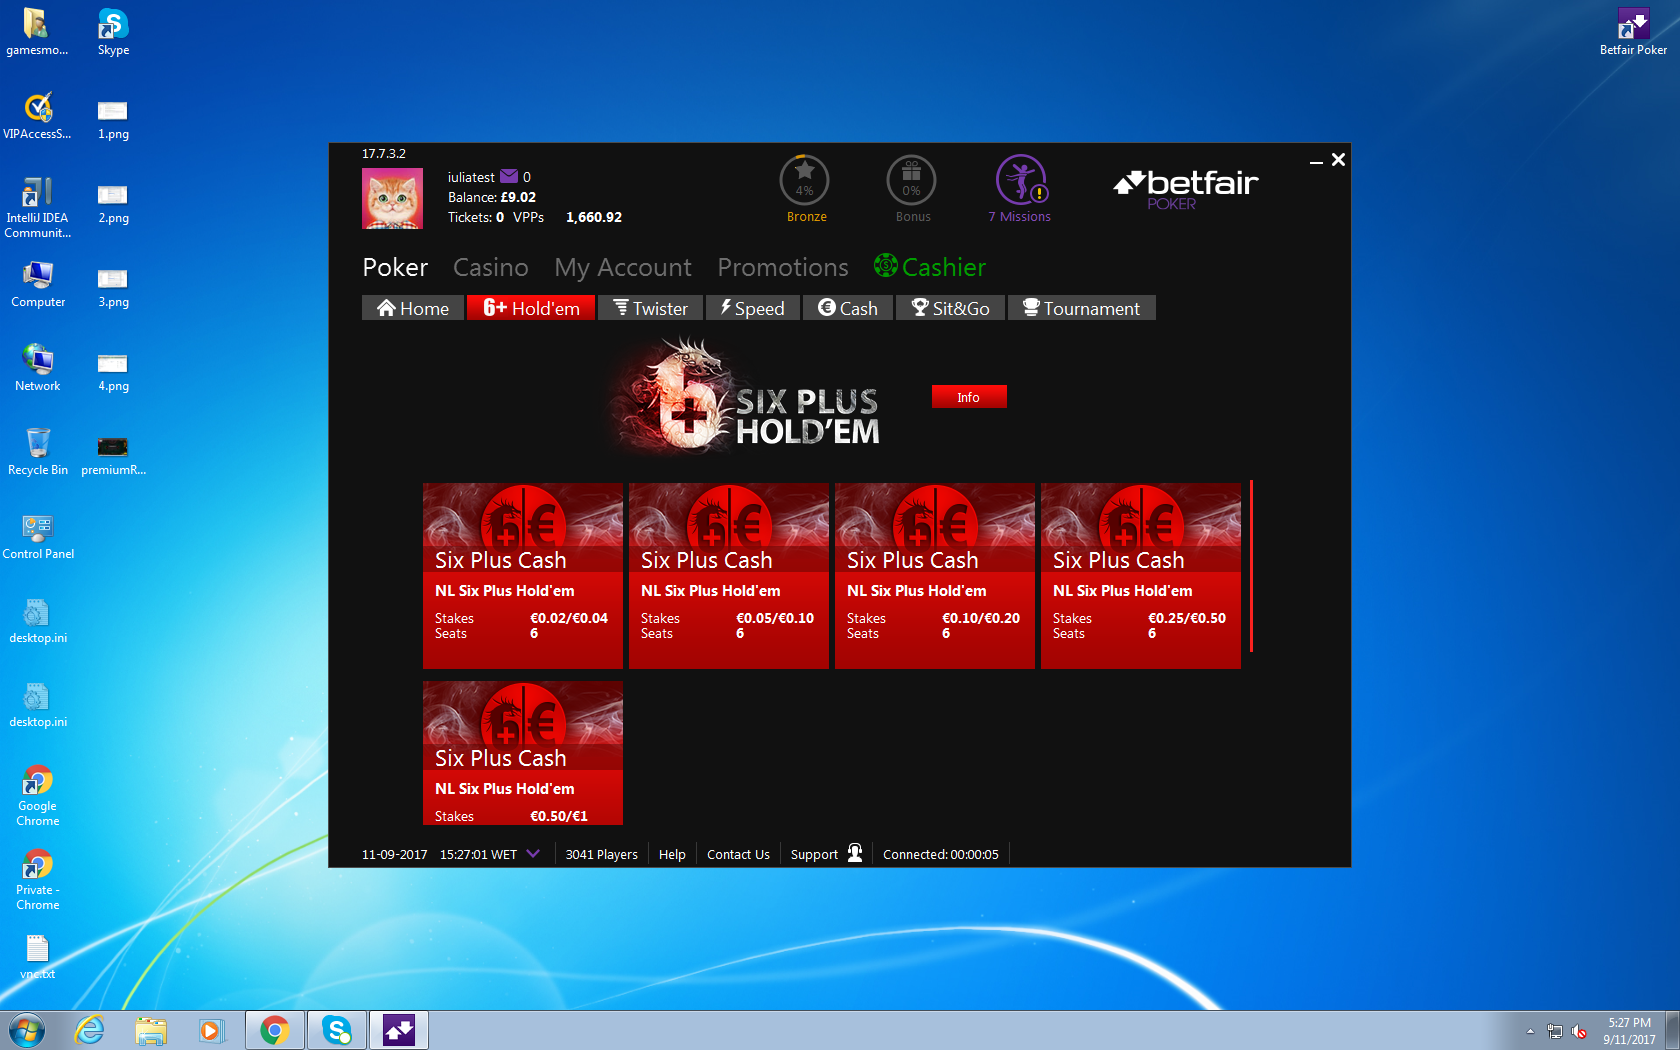 gamesmo...
Skype
Betfair Poker
VIPAccessS...
1.png
IntelliJ IDEA
Communit...
2.png
Computer
3.png
Network
4.png
Recycle Bin
premiumR...
Control Panel
desktop.ini
desktop.ini
Google
Chrome
Private -
Chrome
vnc.txt
17.7.3.2
iuliatest 0
Balance: £9.02
Tickets: 0 VPPs 1,660.92
4%
Bronze
0%
Bonus
7 Missions
betfair
POKER
Poker Casino My Account Promotions Cashier
Home 6+ Hold'em Twister Speed Cash Sit&Go Tournament
6+ SIX PLUS
HOLD'EM
Info
6+ €
Six Plus Cash
NL Six Plus Hold'em
Stakes €0.02/€0.04
Seats 6
6+ €
Six Plus Cash
NL Six Plus Hold'em
Stakes €0.05/€0.10
Seats 6
6+ €
Six Plus Cash
NL Six Plus Hold'em
Stakes €0.10/€0.20
Seats 6
6+ €
Six Plus Cash
NL Six Plus Hold'em
Stakes €0.25/€0.50
Seats 6
6+ €
Six Plus Cash
NL Six Plus Hold'em
Stakes €0.50/€1
11-09-2017 15:27:01 WET 3041 Players Help Contact Us Support Connected: 00:00:05
5:27 PM
9/11/2017